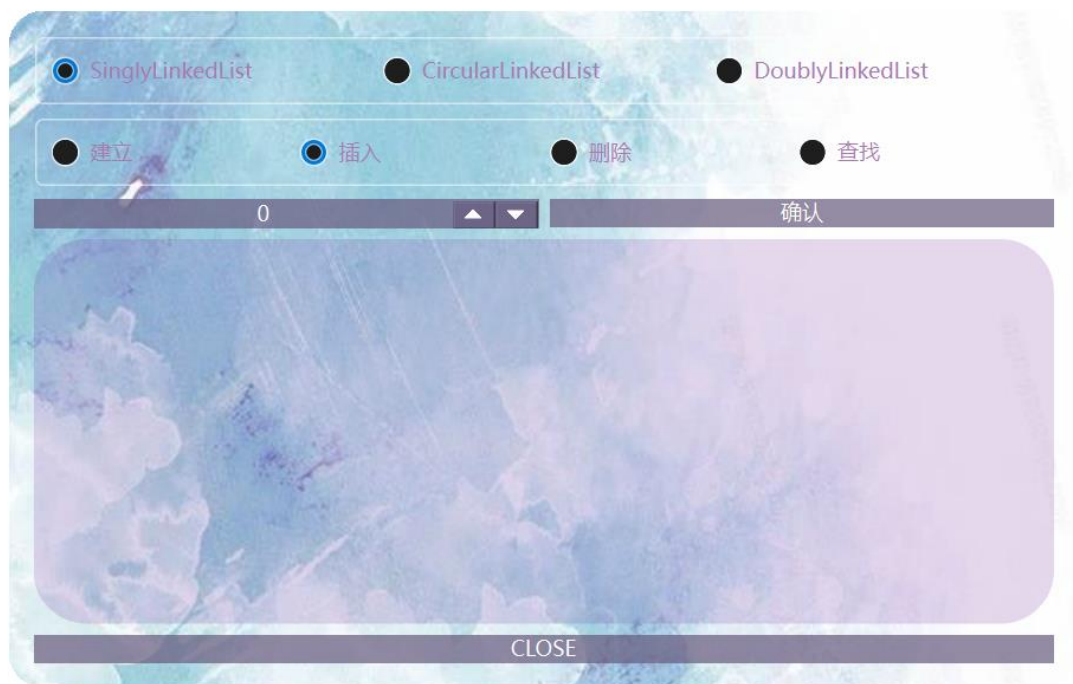 SinglyLinkedList CircularLinkedList DoublyLinkedList
建立 插入 删除 查找
0 确认
CLOSE